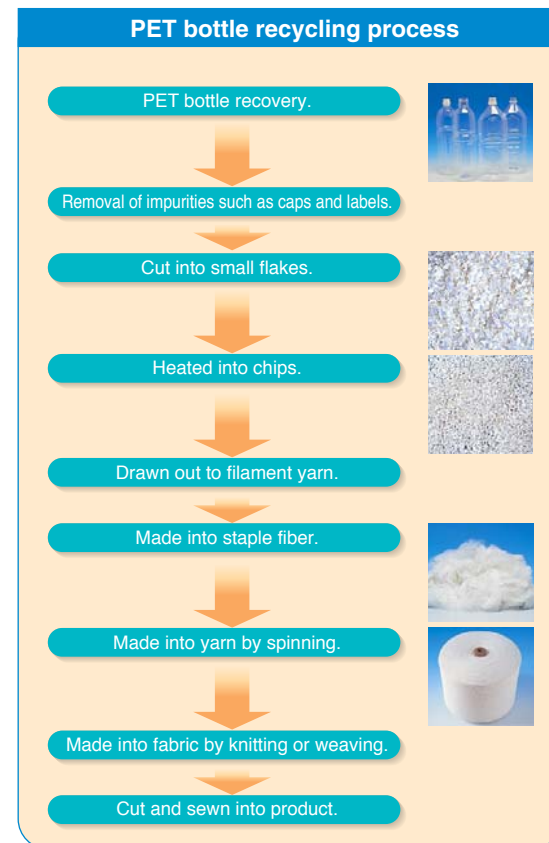 PET bottle recycling process
PET bottle recovery.
Removal of impurities such as caps and labels.
Cut into small flakes.
Heated into chips.
Drawn out to filament yarn.
Made into staple fiber.
Made into yarn by spinning.
Made into fabric by knitting or weaving.
Cut and sewn into product.